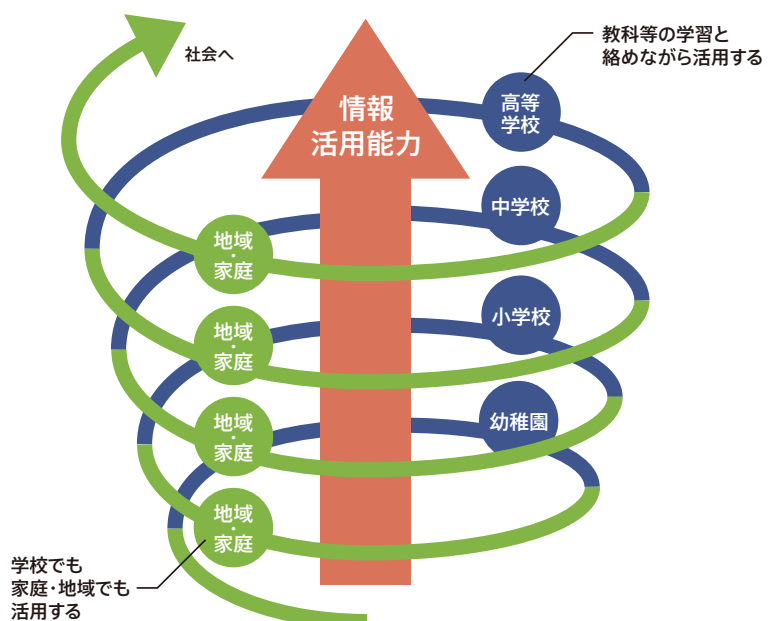 教科等の学習と
絡めながら活用する
社会へ
情報
活用能力
高等
学校
中学校
地域
・
家庭
小学校
地域
・
家庭
幼稚園
地域
・
家庭
地域
・
家庭
学校でも
家庭・地域でも
活用する